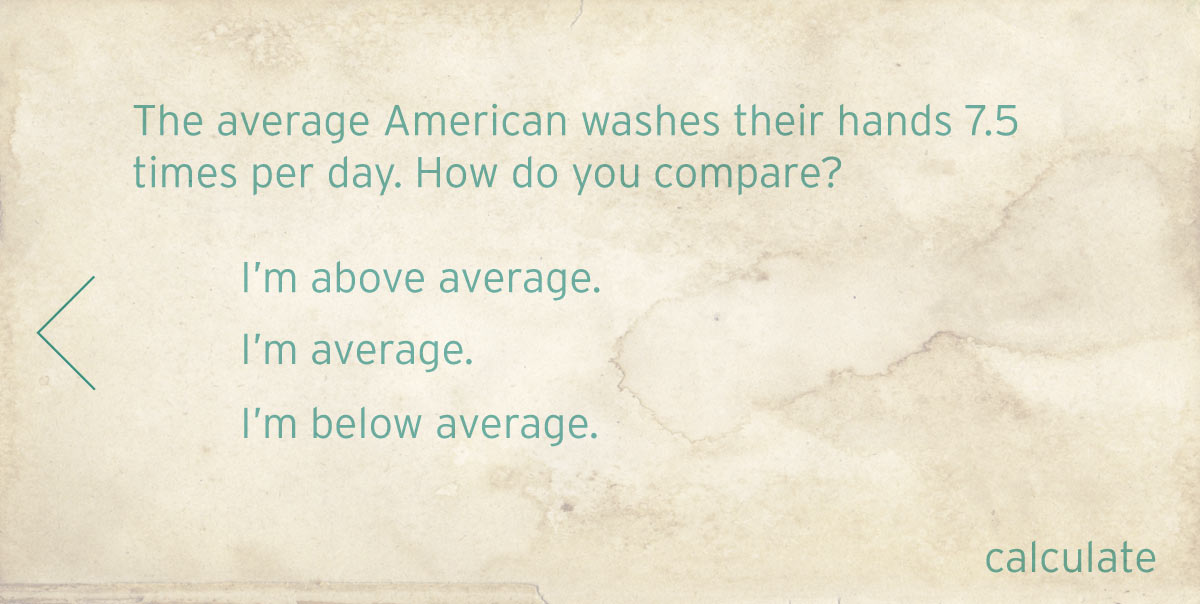 The average American washes their hands 7.5
times per day. How do you compare?
I’m above average.
I’m average.
I’m below average.
calculate